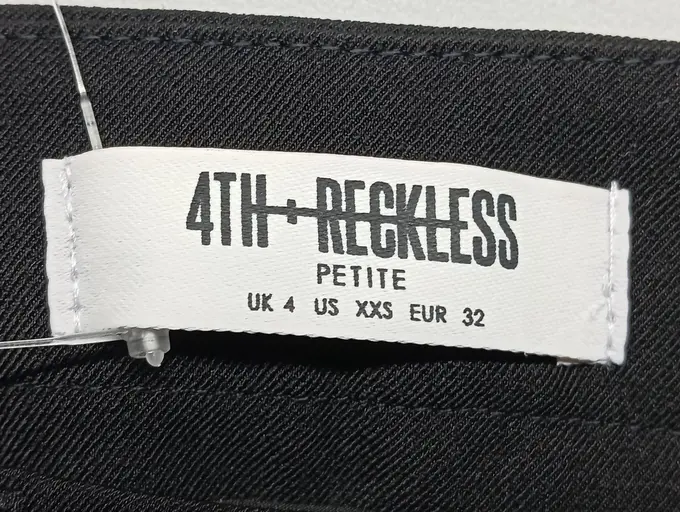 4TH + RECKLESS
PETITE
UK 4 US XXS EUR 32